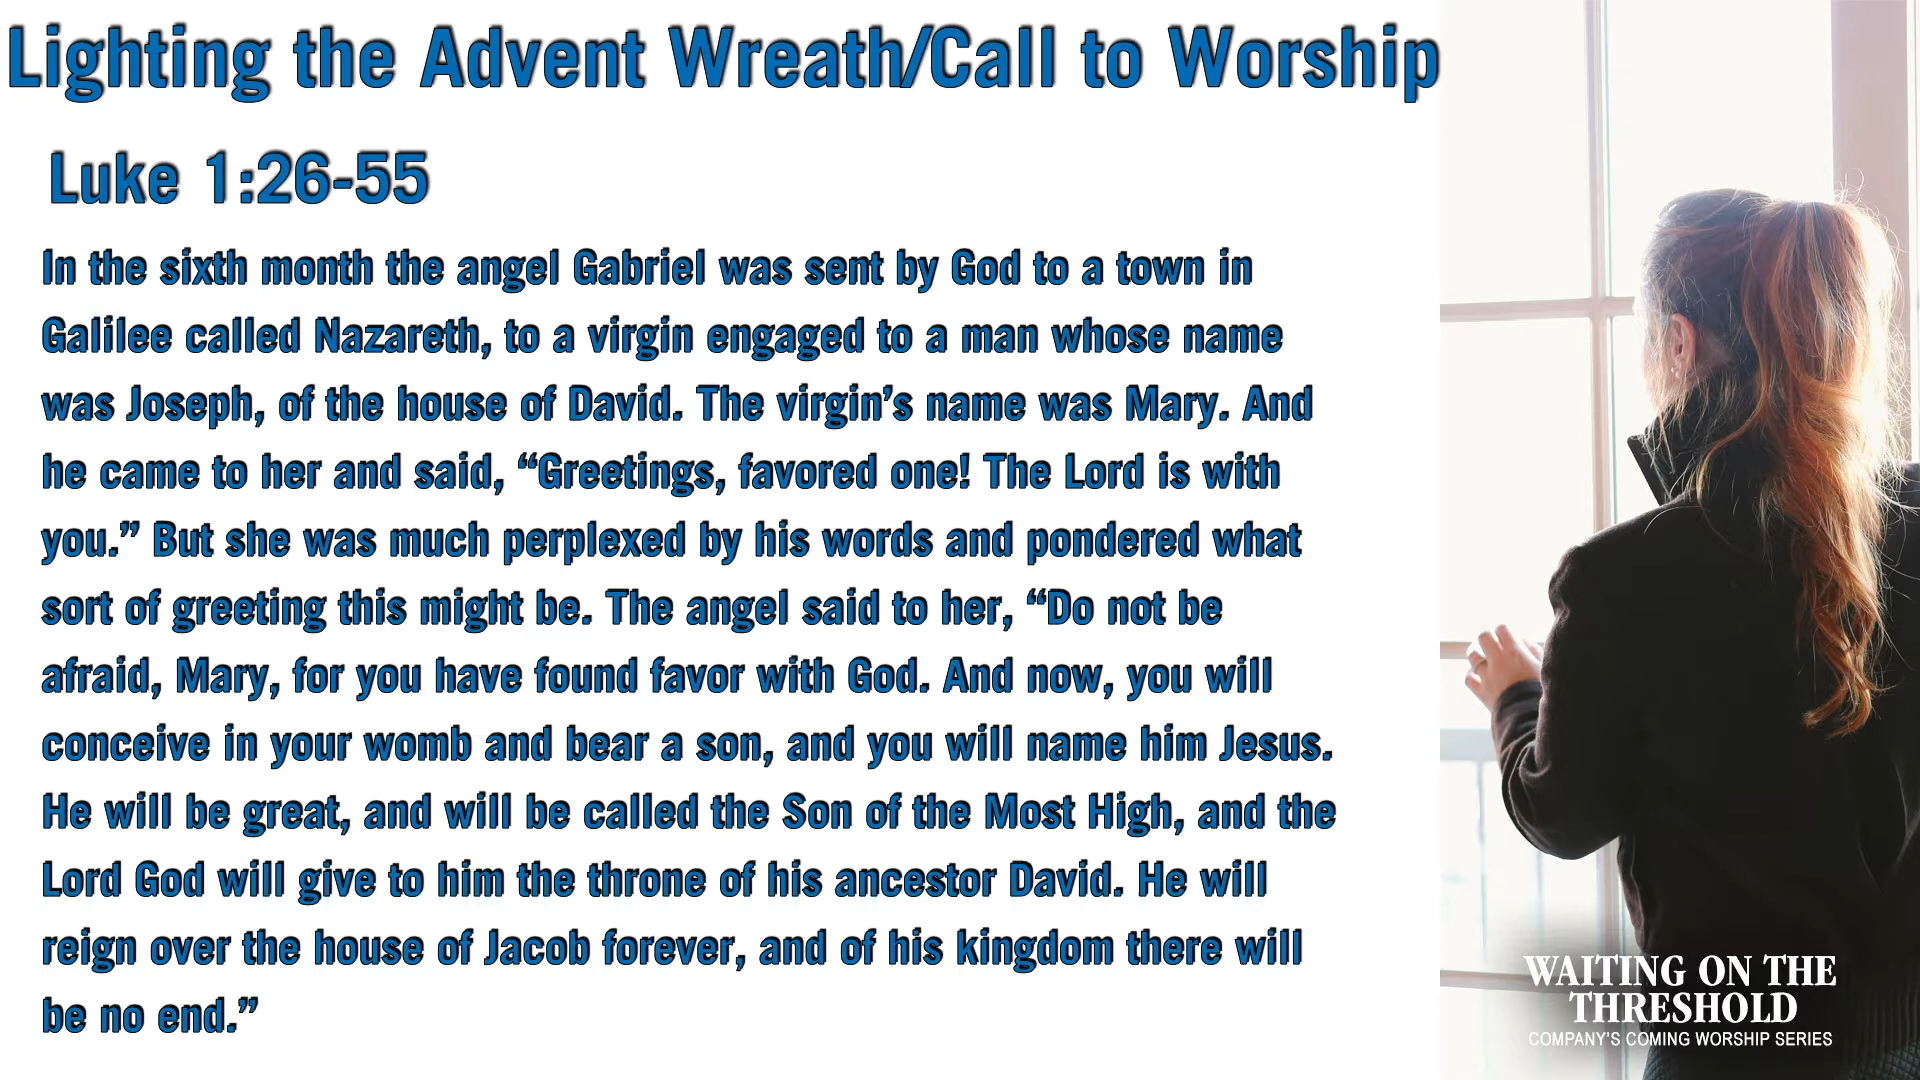 Lighting the Advent Wreath/Call to Worship
Luke 1:26-55
In the sixth month the angel Gabriel was sent by God to a town in
Galilee called Nazareth, to a virgin engaged to a man whose name
was Joseph, of the house of David. The virgin’s name was Mary. And
he came to her and said, “Greetings, favored one! The Lord is with
you.” But she was much perplexed by his words and pondered what
sort of greeting this might be. The angel said to her, “Do not be
afraid, Mary, for you have found favor with God. And now, you will
conceive in your womb and bear a son, and you will name him Jesus.
He will be great, and will be called the Son of the Most High, and the
Lord God will give to him the throne of his ancestor David. He will
reign over the house of Jacob forever, and of his kingdom there will
be no end.”
WAITING ON THE
THRESHOLD
COMPANY'S COMING WORSHIP SERIES